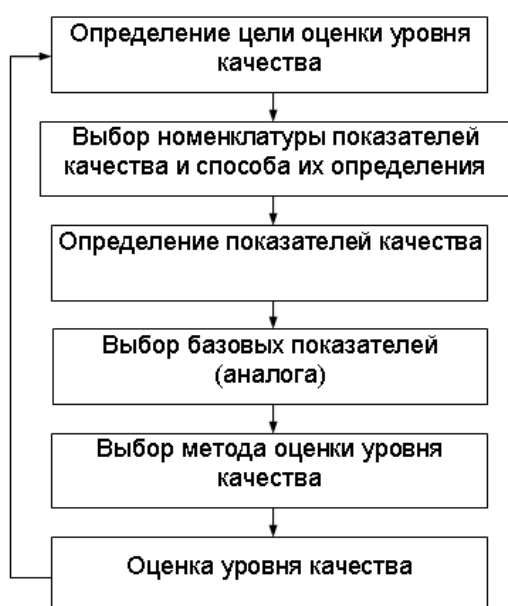 Определение цели оценки уровня
качества
Выбор номенклатуры показателей
качества и способа их определения
Определение показателей качества
Выбор базовых показателей
(аналога)
Выбор метода оценки уровня
качества
Оценка уровня качества